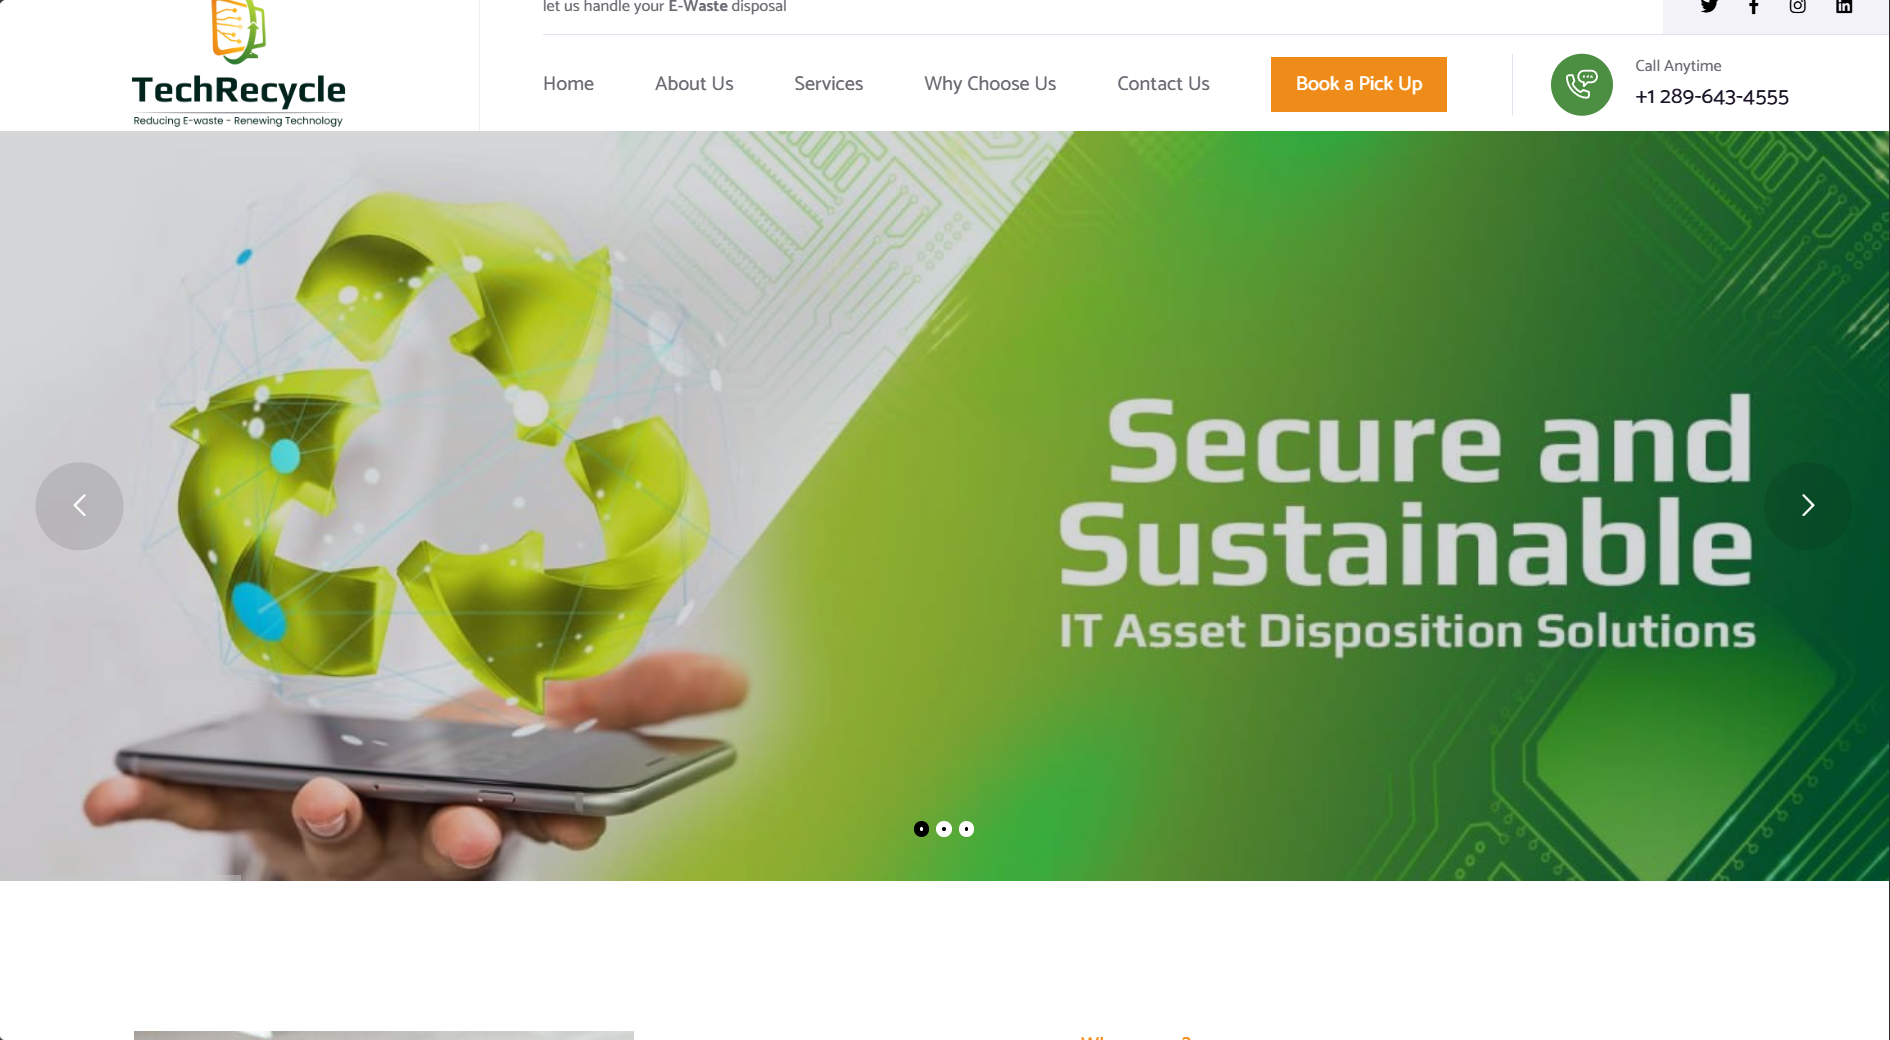 let us handle your E-Waste disposal
TechRecycle
Reducing E-waste - Renewing Technology
Home
About Us
Services
Why Choose Us
Contact Us
Book a Pick Up
Call Anytime
+1 289-643-4555
Secure and
Sustainable
IT Asset Disposition Solutions